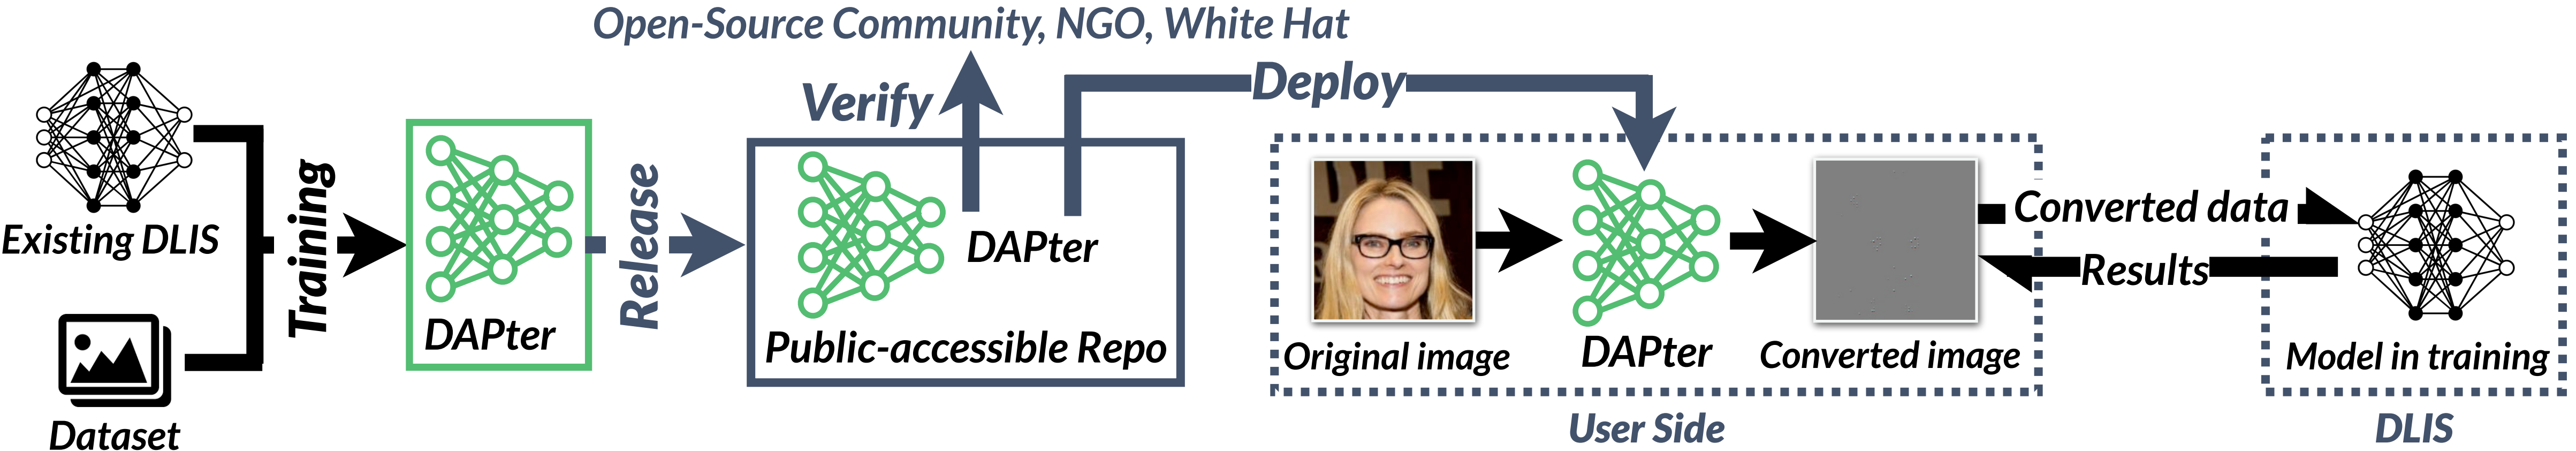 Open-Source Community, NGO, White Hat
Verify
Deploy
Existing DLIS
Dataset
Training
DAPter
Release
DAPter
Public-accessible Repo
Original image
DAPter
Converted image
User Side
Converted data
Results
Model in training
DLIS